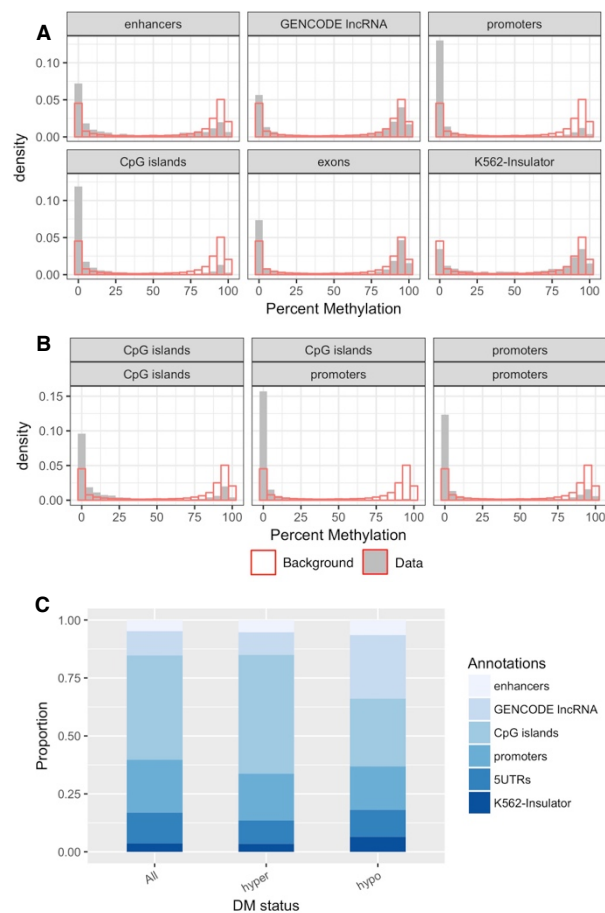 A
enhancers GENCODE lncRNA promoters
0.10
0.05
0.00
CpG islands exons K562-Insulator
0.10
0.05
0.00
density
0 25 50 75 100 0 25 50 75 100 0 25 50 75 100
Percent Methylation
B
CpG islands CpG islands promoters
CpG islands promoters promoters
0.15
0.10
0.05
0.00
density
0 25 50 75 100 0 25 50 75 100 0 25 50 75 100
Percent Methylation
Background Data
C
1.00
0.75
0.50
0.25
0.00
Proportion
All hyper hypo
DM status
Annotations
enhancers
GENCODE lncRNA
CpG islands
promoters
5UTRs
K562-Insulator